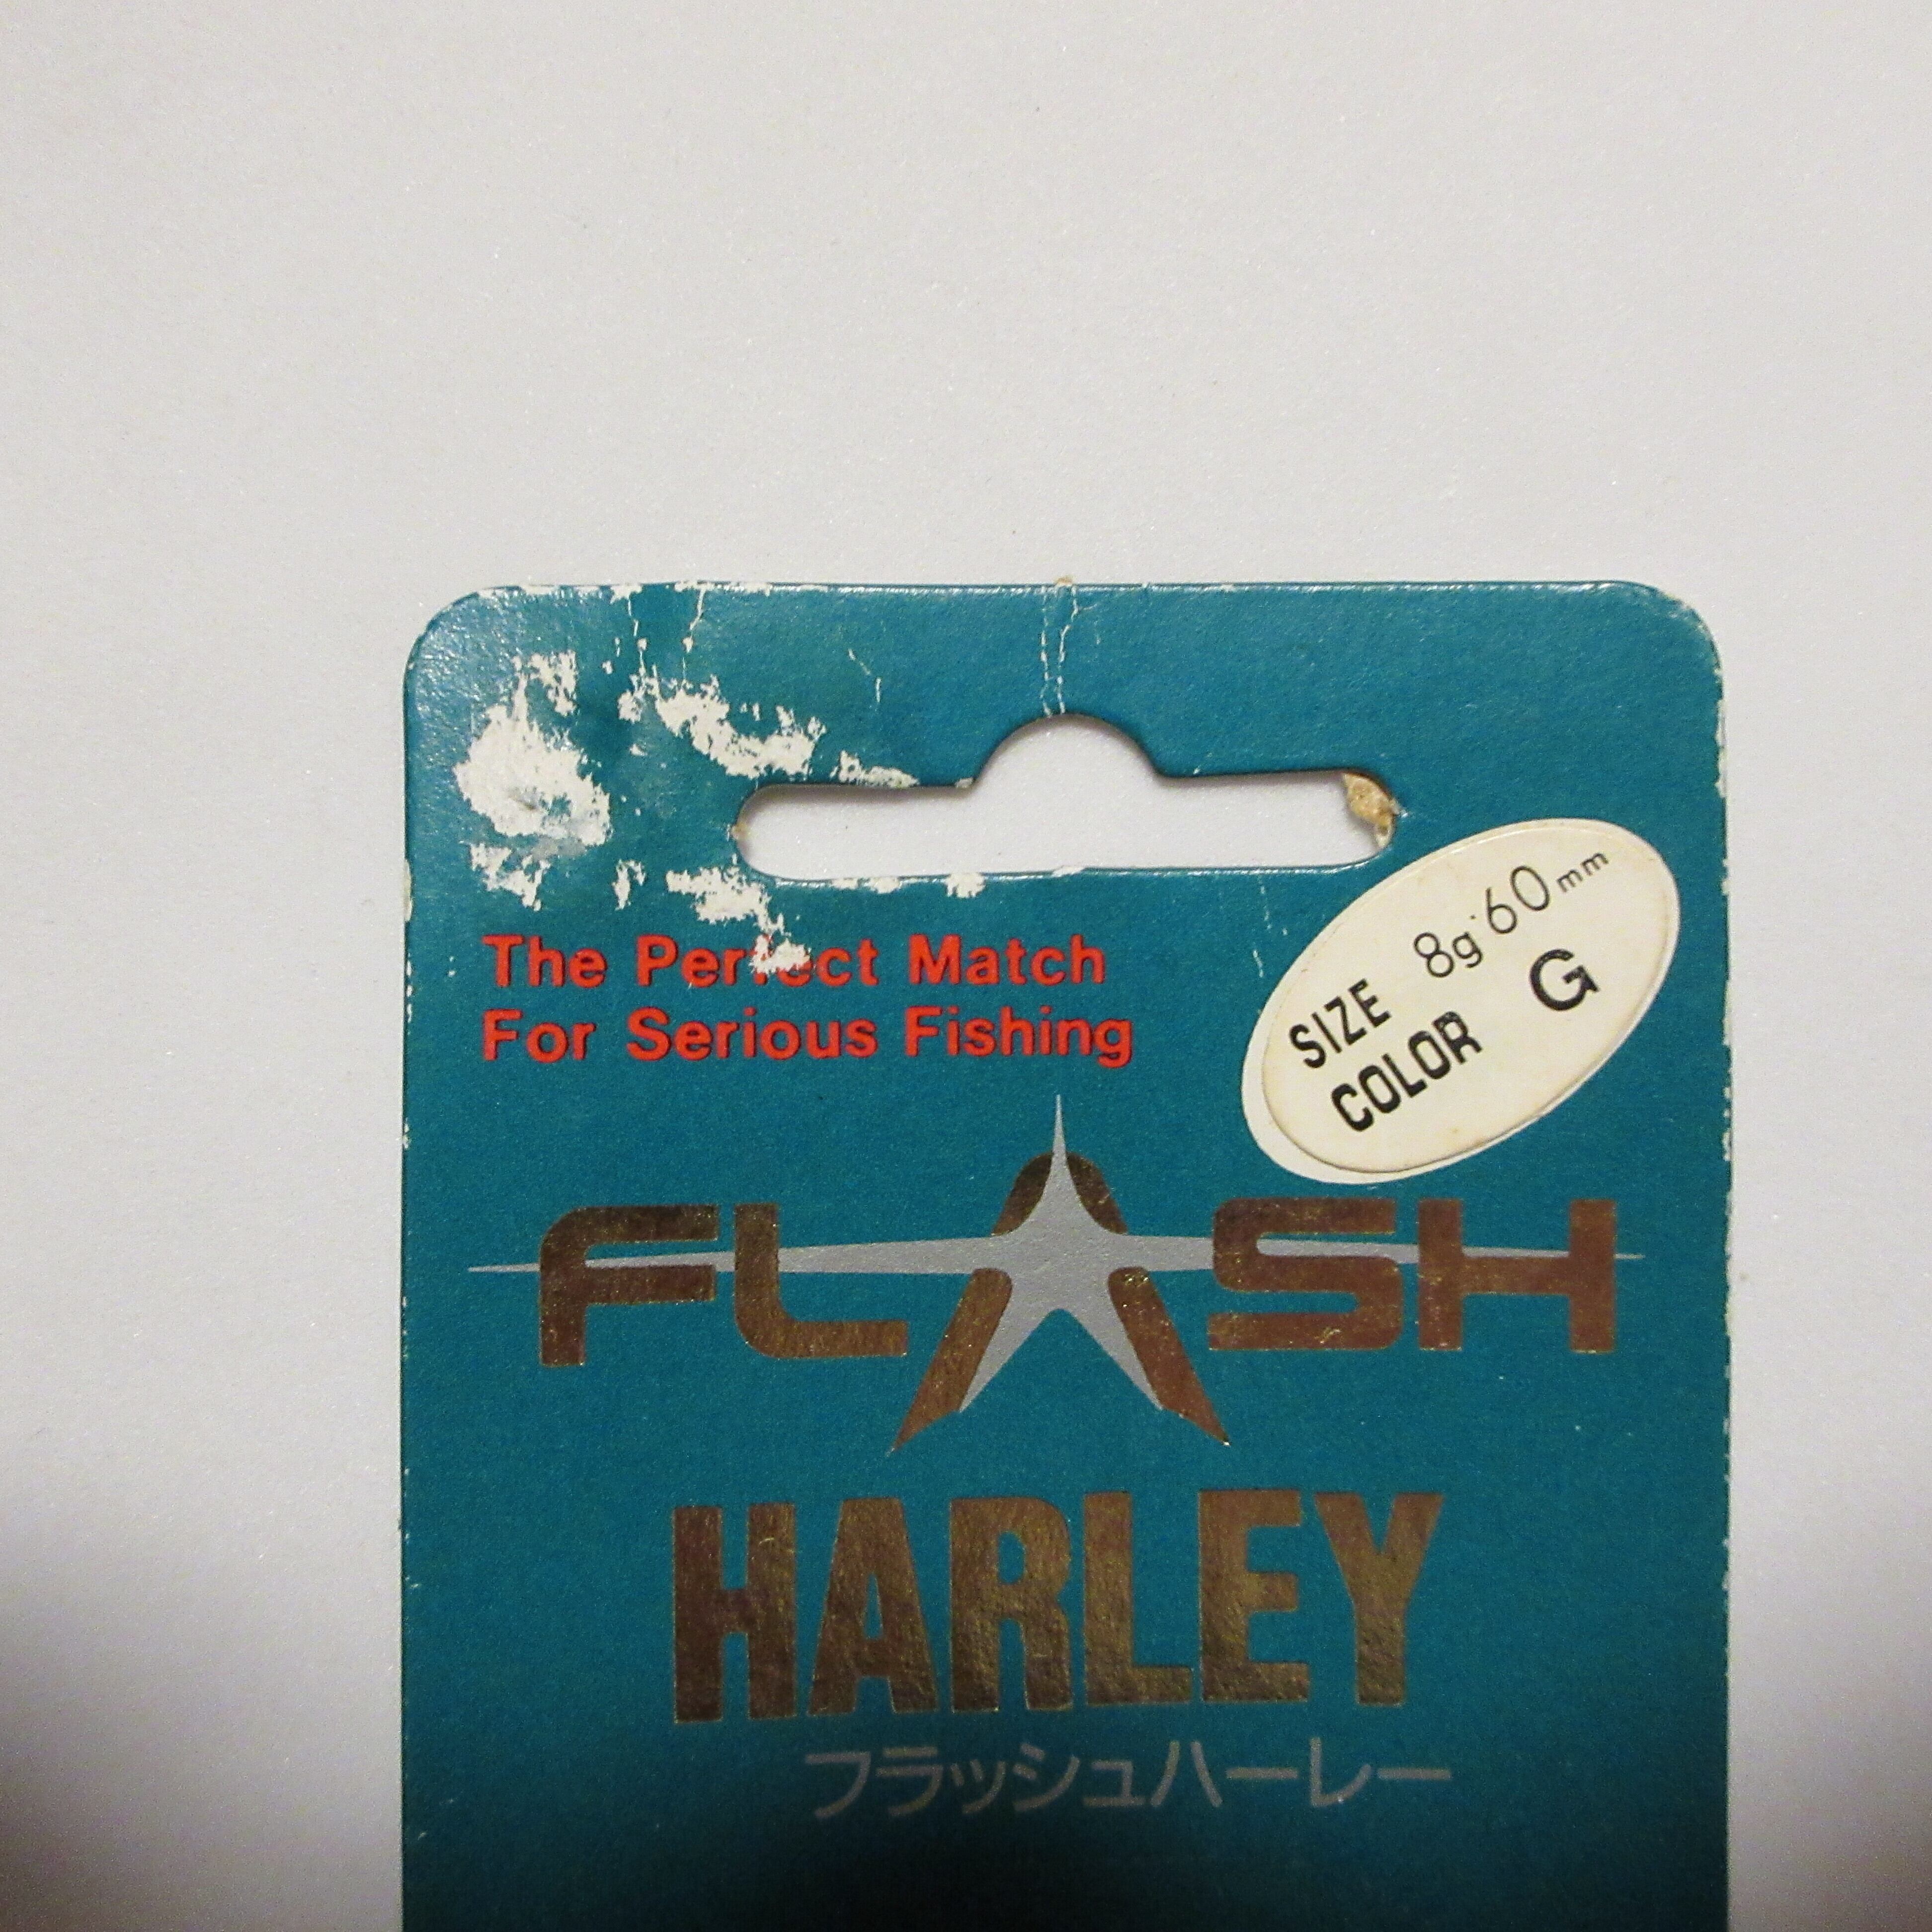 The Perfect Match
For Serious Fishing
SIZE 8g·60mm
COLOR G
FLASH
HARLEY
フラッシュハーレー